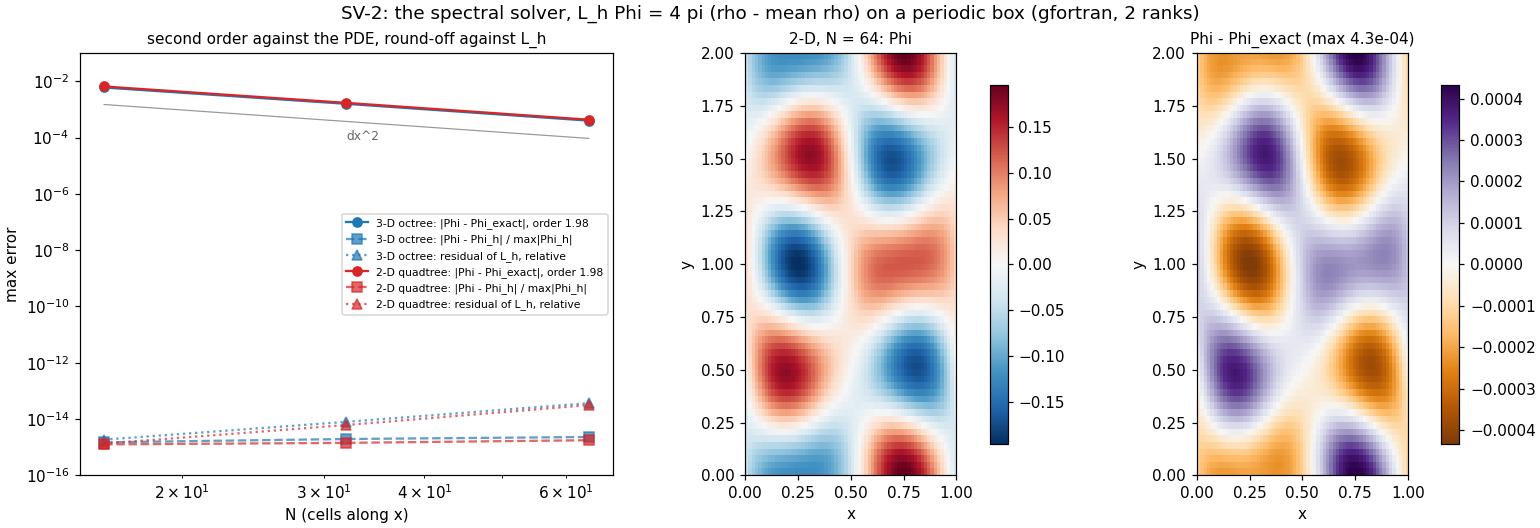 SV-2: the spectral solver, L_h Phi = 4 pi (rho - mean rho) on a periodic box (gfortran, 2 ranks)
second order against the PDE, round-off against L_h
max error
10^-2
10^-4
10^-6
10^-8
10^-10
10^-12
10^-14
10^-16
dx^2
3-D octree: |Phi - Phi_exact|, order 1.98
3-D octree: |Phi - Phi_h| / max|Phi_h|
3-D octree: residual of L_h, relative
2-D quadtree: |Phi - Phi_exact|, order 1.98
2-D quadtree: |Phi - Phi_h| / max|Phi_h|
2-D quadtree: residual of L_h, relative
2 × 10^1 3 × 10^1 4 × 10^1 6 × 10^1
N (cells along x)
2-D, N = 64: Phi
y
2.00
1.75
1.50
1.25
1.00
0.75
0.50
0.25
0.00
0.00 0.25 0.50 0.75 1.00
x
0.15
0.10
0.05
0.00
−0.05
−0.10
−0.15
Phi - Phi_exact (max 4.3e-04)
y
2.00
1.75
1.50
1.25
1.00
0.75
0.50
0.25
0.00
0.00 0.25 0.50 0.75 1.00
x
0.0004
0.0003
0.0002
0.0001
0.0000
−0.0001
−0.0002
−0.0003
−0.0004